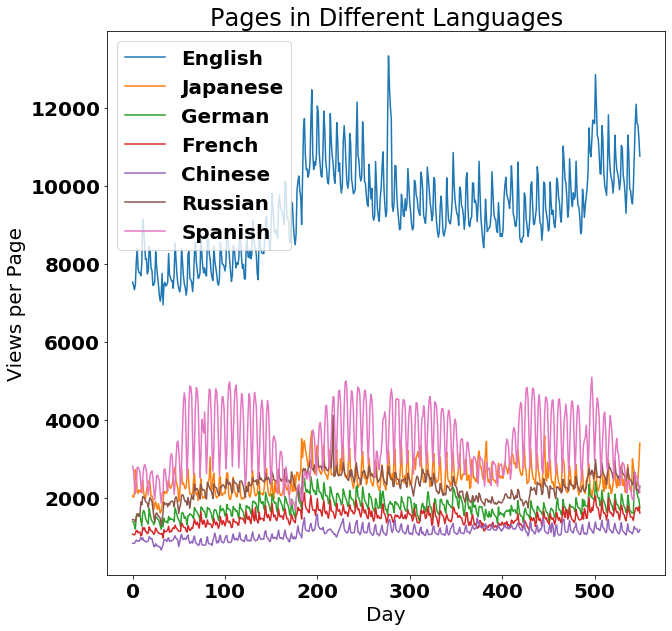 Pages in Different Languages
English
Japanese
German
French
Chinese
Russian
Spanish
12000
10000
8000
6000
4000
2000
Views per Page
0 100 200 300 400 500
Day